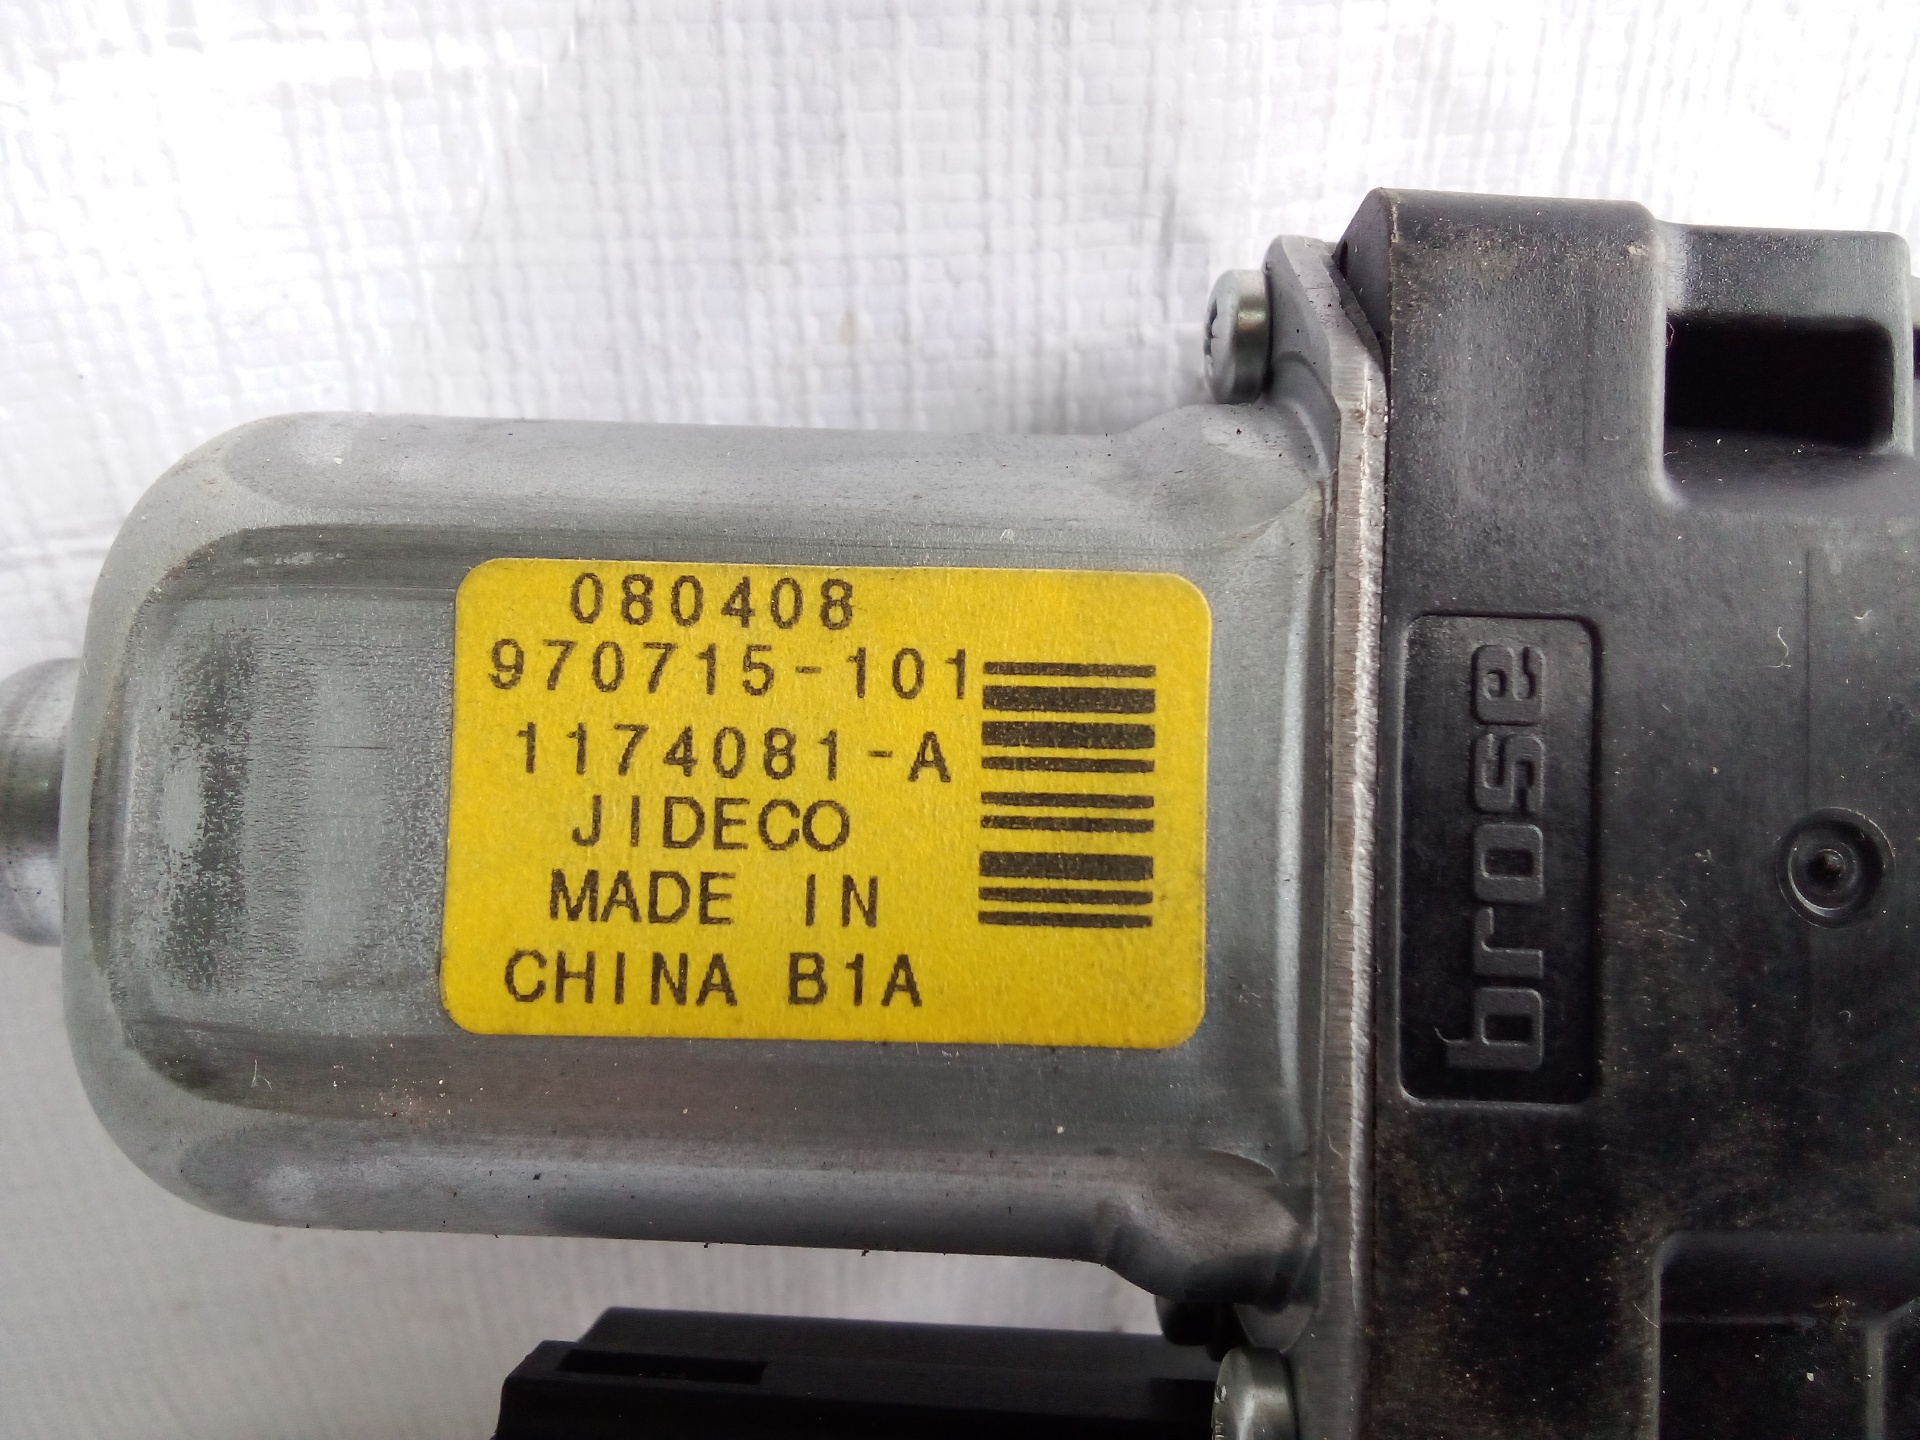 080408
970715-101
1174081-A
JIDECO
MADE IN
CHINA B1A
brose